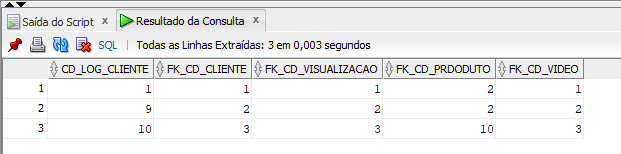 Saída do Script x Resultado da Consulta x
SQL | Todas as Linhas Extraídas: 3 em 0,003 segundos
CD_LOG_CLIENTE FK_CD_CLIENTE FK_CD_VISUALIZACAO FK_CD_PRDODUTO FK_CD_VIDEO
1 1 1 1 2 1
2 9 2 2 2 2
3 10 3 3 10 3